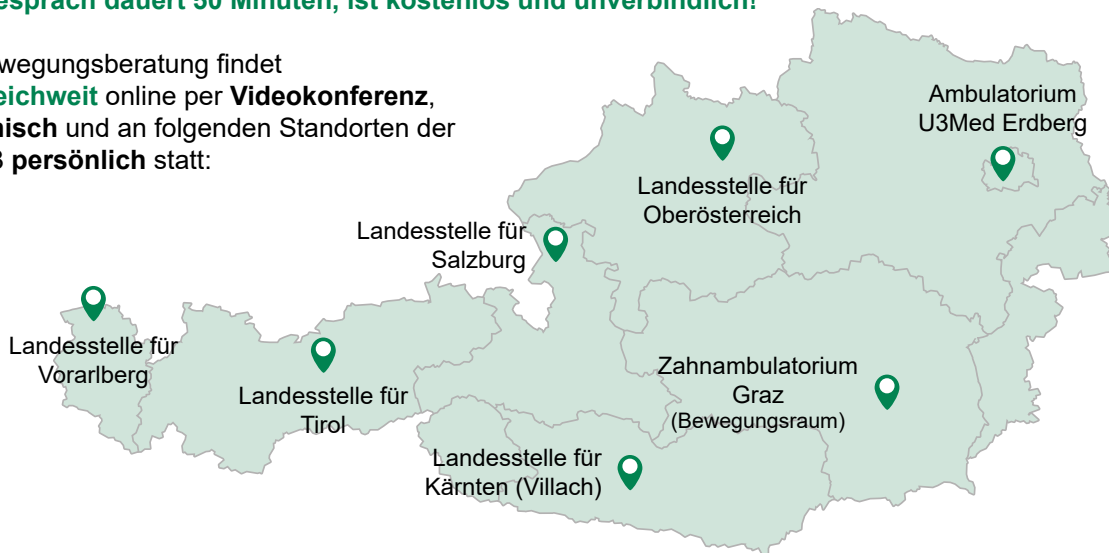 espräch dauert 50 Minuten, ist kostenlos und unverbindlich!
wegungsberatung findet
eichweit online per Videokonferenz,
nisch und an folgenden Standorten der
B persönlich statt:
Ambulatorium
U3Med Erdberg
Landesstelle für
Oberösterreich
Landesstelle für
Salzburg
Landesstelle für
Vorarlberg
Landesstelle für
Tirol
Zahnambulatorium
Graz
(Bewegungsraum)
Landesstelle für
Kärnten (Villach)